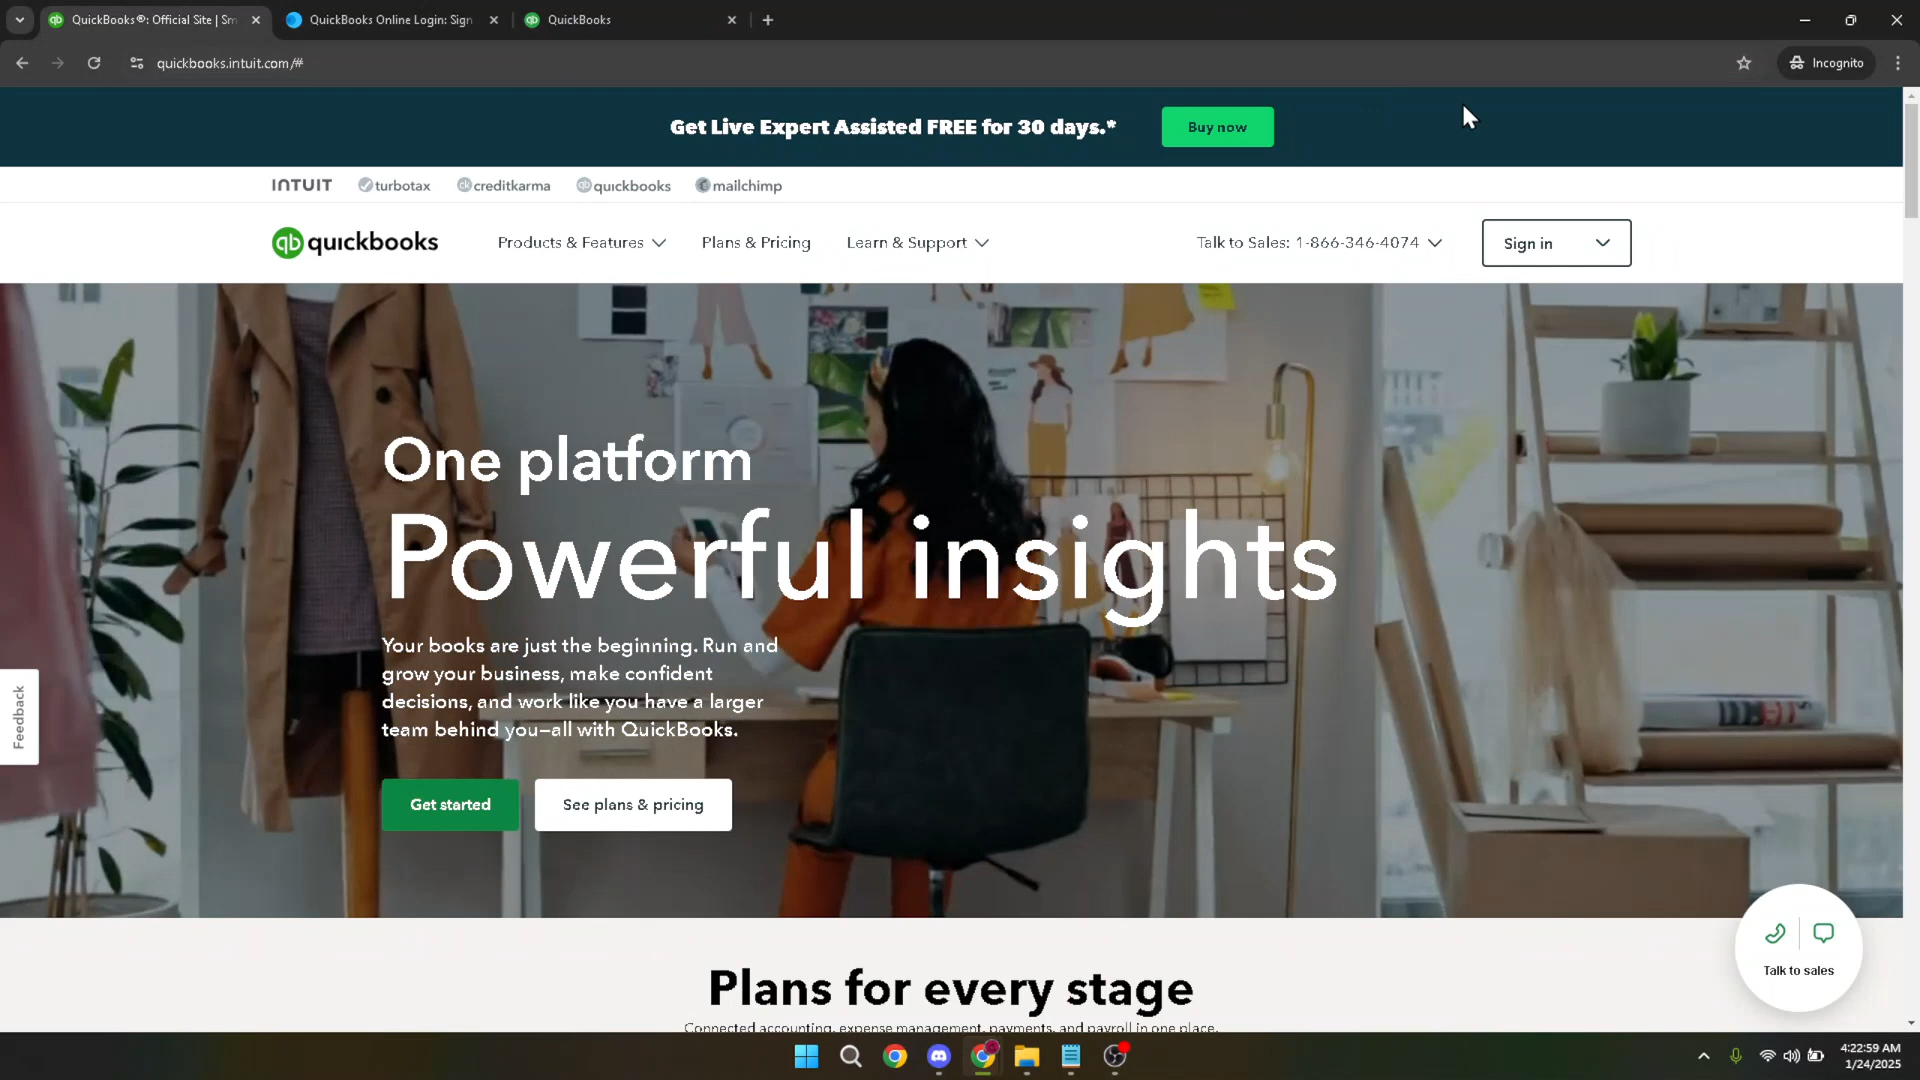 QuickBooks®: Official Site | Sm
QuickBooks Online Login: Sign
QuickBooks
quickbooks.intuit.com/#
Incognito
Get Live Expert Assisted FREE for 30 days.*
Buy now
INTUIT
turbotax
creditkarma
quickbooks
mailchimp
quickbooks
Products & Features
Plans & Pricing
Learn & Support
Talk to Sales: 1-866-346-4074
Sign in
One platform
Powerful insights
Your books are just the beginning. Run and
grow your business, make confident
decisions, and work like you have a larger
team behind you—all with QuickBooks.
Get started
See plans & pricing
Feedback
Talk to sales
Plans for every stage
Connected accounting, expense management, payments, and payroll in one place.
4:22:59 AM
1/24/2025